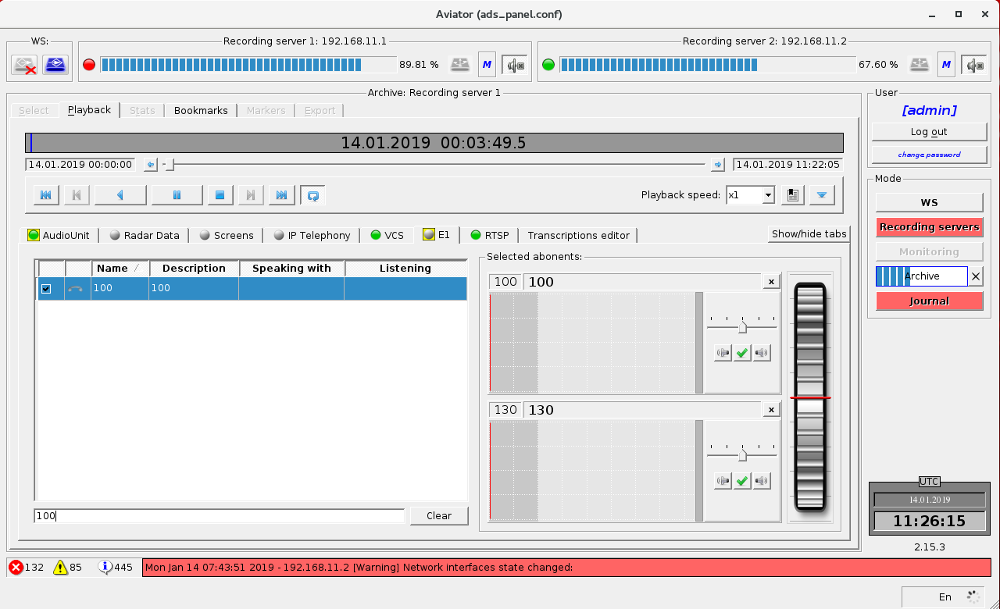 Aviator (ads_panel.conf)
WS:
Recording server 1: 192.168.11.1
89.81 %
M
Recording server 2: 192.168.11.2
67.60 %
M
Archive: Recording server 1
Select
Playback
Stats
Bookmarks
Markers
Export
14.01.2019 00:03:49.5
14.01.2019 00:00:00
14.01.2019 11:22:05
Playback speed:
x1
AudioUnit
Radar Data
Screens
IP Telephony
VCS
E1
RTSP
Transcriptions editor
Show/hide tabs
Name
Description
Speaking with
Listening
100
100
100
Clear
Selected abonents:
100
100
x
130
130
x
User
[admin]
Log out
change password
Mode
WS
Recording servers
Monitoring
Archive
Journal
UTC
14.01.2019
11:26:15
2.15.3
132
85
445
Mon Jan 14 07:43:51 2019 - 192.168.11.2 [Warning] Network interfaces state changed:
En